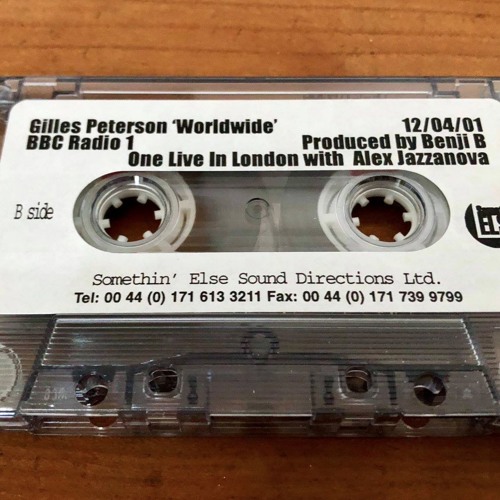 Gilles Peterson 'Worldwide' 12/04/01
BBC Radio 1 Produced by Benji B
One Live In London with Alex Jazzanova
B side
Somethin' Else Sound Directions Ltd.
Tel: 00 44 (0) 171 613 3211 Fax: 00 44 (0) 171 739 9799